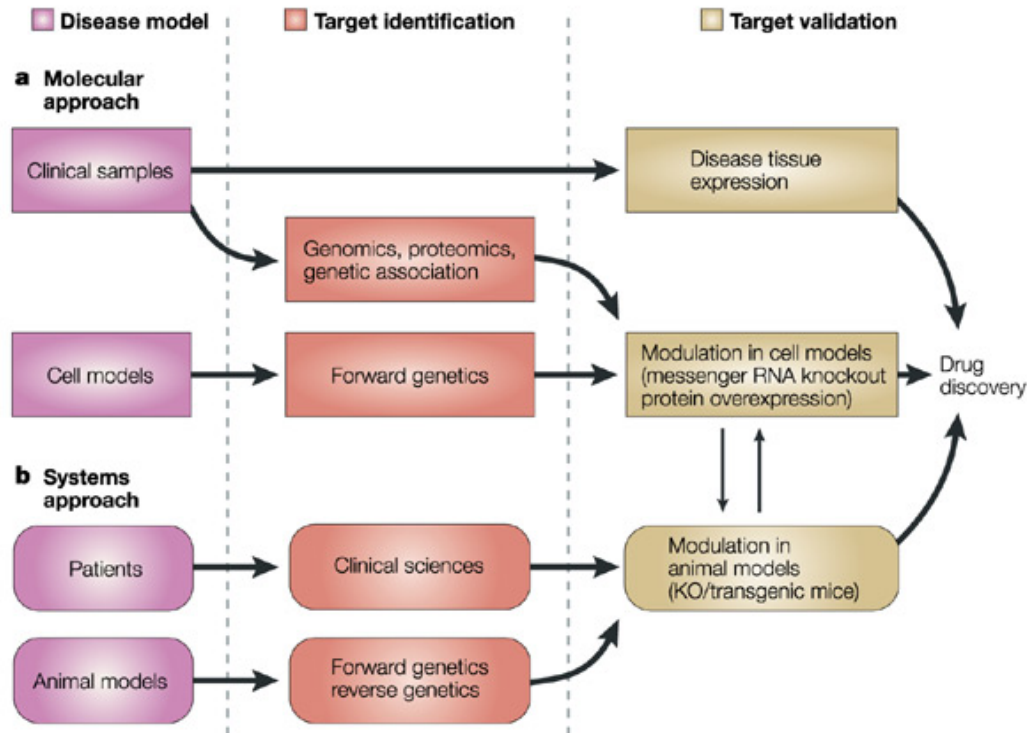 Disease model
Target identification
Target validation
a Molecular
approach
Clinical samples
Disease tissue
expression
Genomics, proteomics,
genetic association
Cell models
Forward genetics
Modulation in cell models
(messenger RNA knockout
protein overexpression)
Drug
discovery
b Systems
approach
Patients
Clinical sciences
Modulation in
animal models
(KO/transgenic mice)
Animal models
Forward genetics
reverse genetics